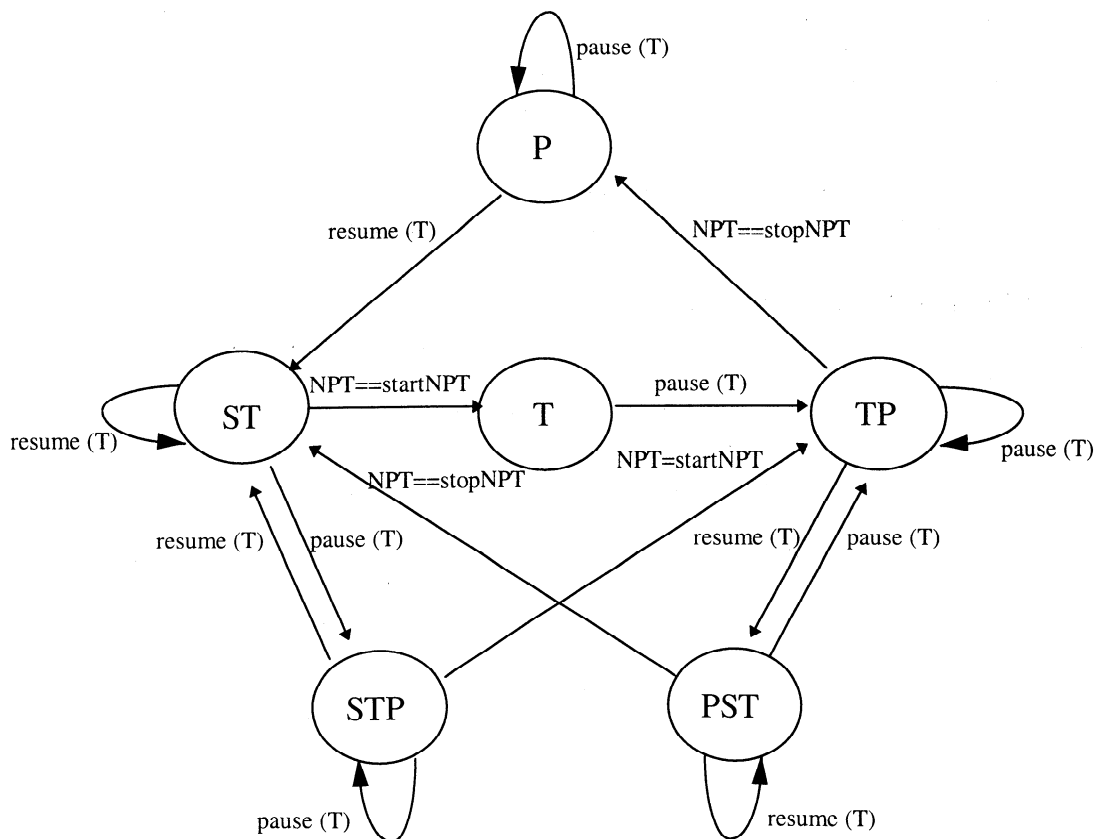 pause (T)
P
resume (T)
NPT==stopNPT
NPT==startNPT
pause (T)
ST
T
TP
resume (T)
pause (T)
NPT==stopNPT
NPT=startNPT
resume (T)
pause (T)
resume (T)
pause (T)
STP
PST
pause (T)
resume (T)